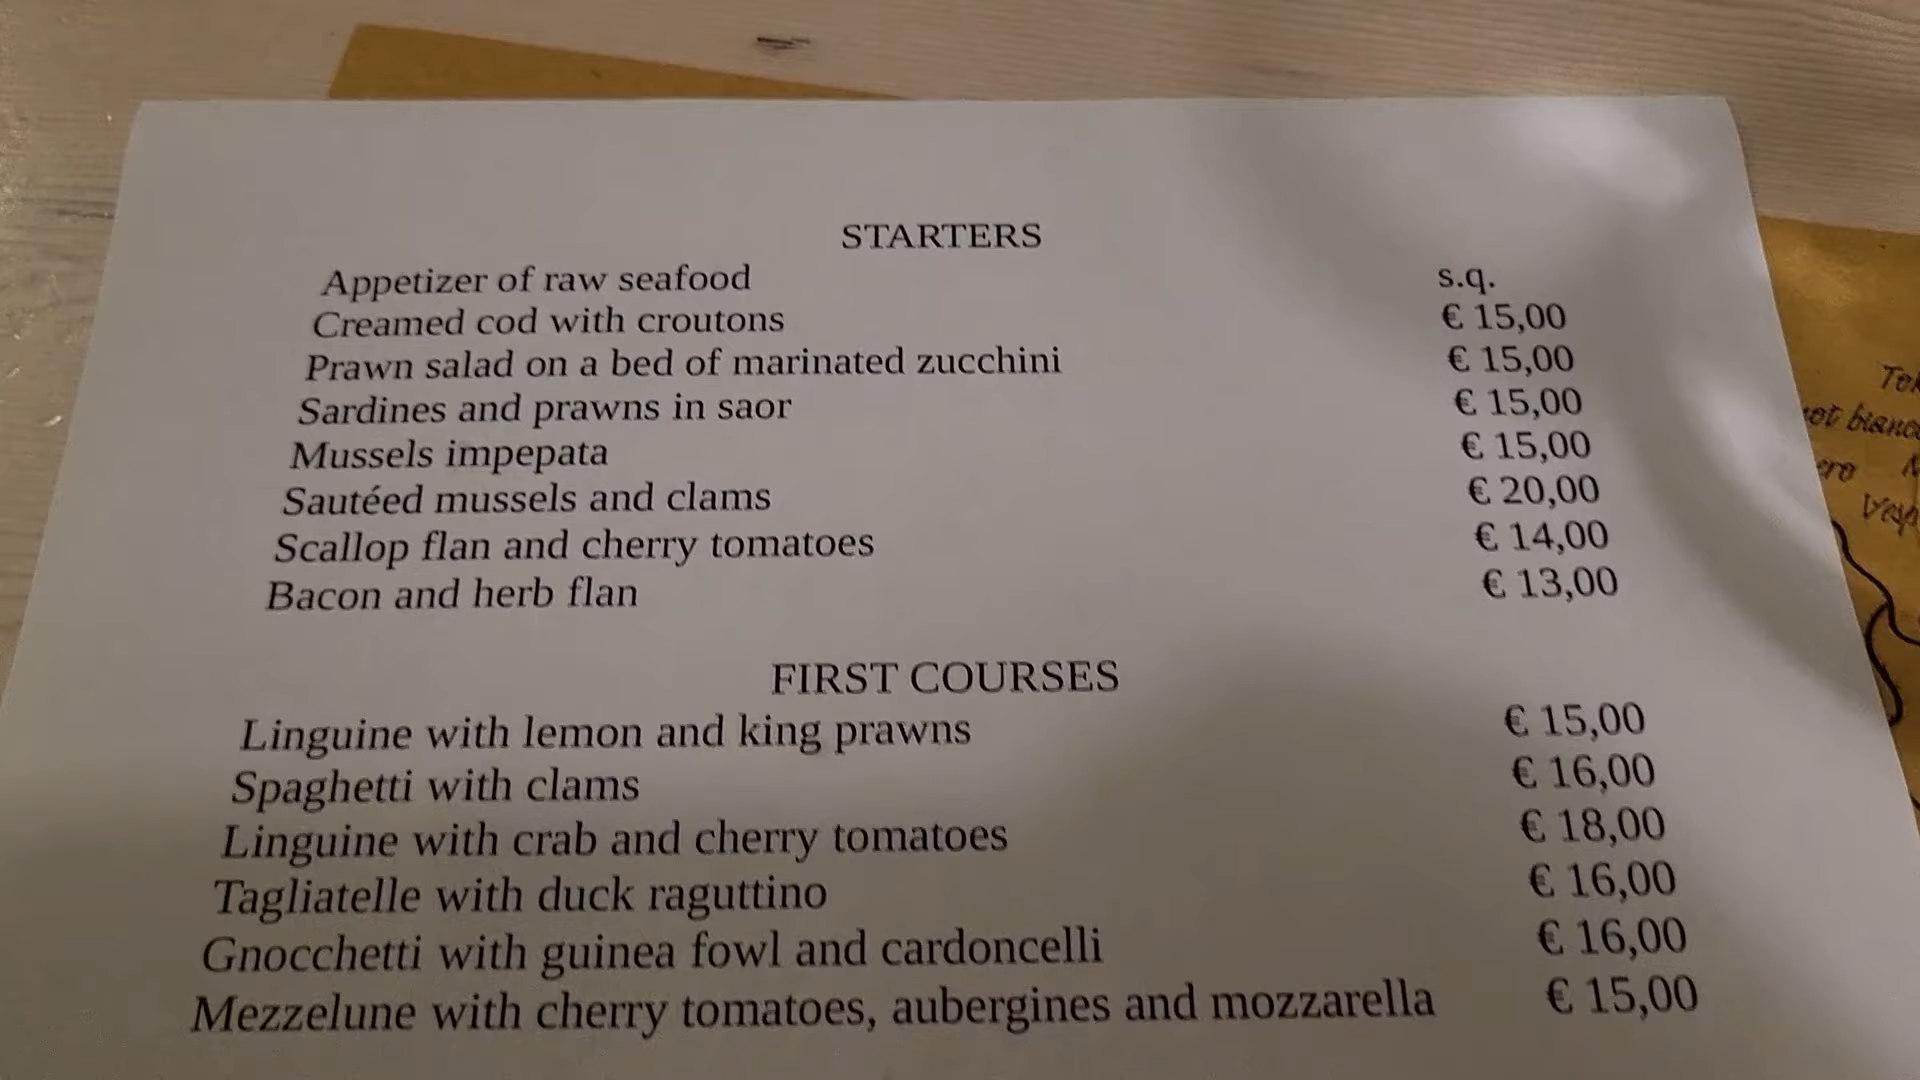 STARTERS
Appetizer of raw seafood s.q.
Creamed cod with croutons € 15,00
Prawn salad on a bed of marinated zucchini € 15,00
Sardines and prawns in saor € 15,00
Mussels impepata € 15,00
Sautéed mussels and clams € 20,00
Scallop flan and cherry tomatoes € 14,00
Bacon and herb flan € 13,00
FIRST COURSES
Linguine with lemon and king prawns € 15,00
Spaghetti with clams € 16,00
Linguine with crab and cherry tomatoes € 18,00
Tagliatelle with duck raguttino € 16,00
Gnocchetti with guinea fowl and cardoncelli € 16,00
Mezzelune with cherry tomatoes, aubergines and mozzarella € 15,00